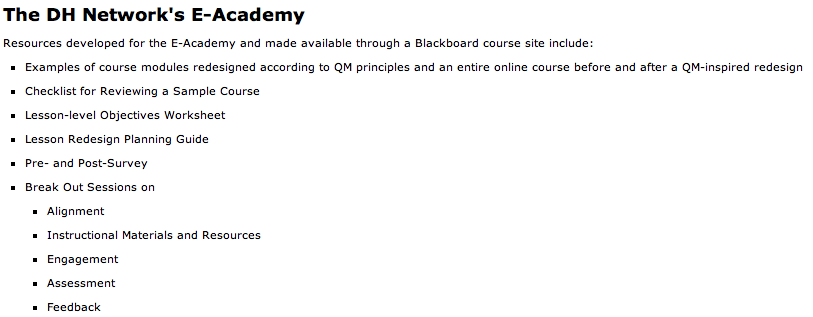 The DH Network's E-Academy
Resources developed for the E-Academy and made available through a Blackboard course site include:
Examples of course modules redesigned according to QM principles and an entire online course before and after a QM-inspired redesign
Checklist for Reviewing a Sample Course
Lesson-level Objectives Worksheet
Lesson Redesign Planning Guide
Pre- and Post-Survey
Break Out Sessions on
Alignment
Instructional Materials and Resources
Engagement
Assessment
Feedback